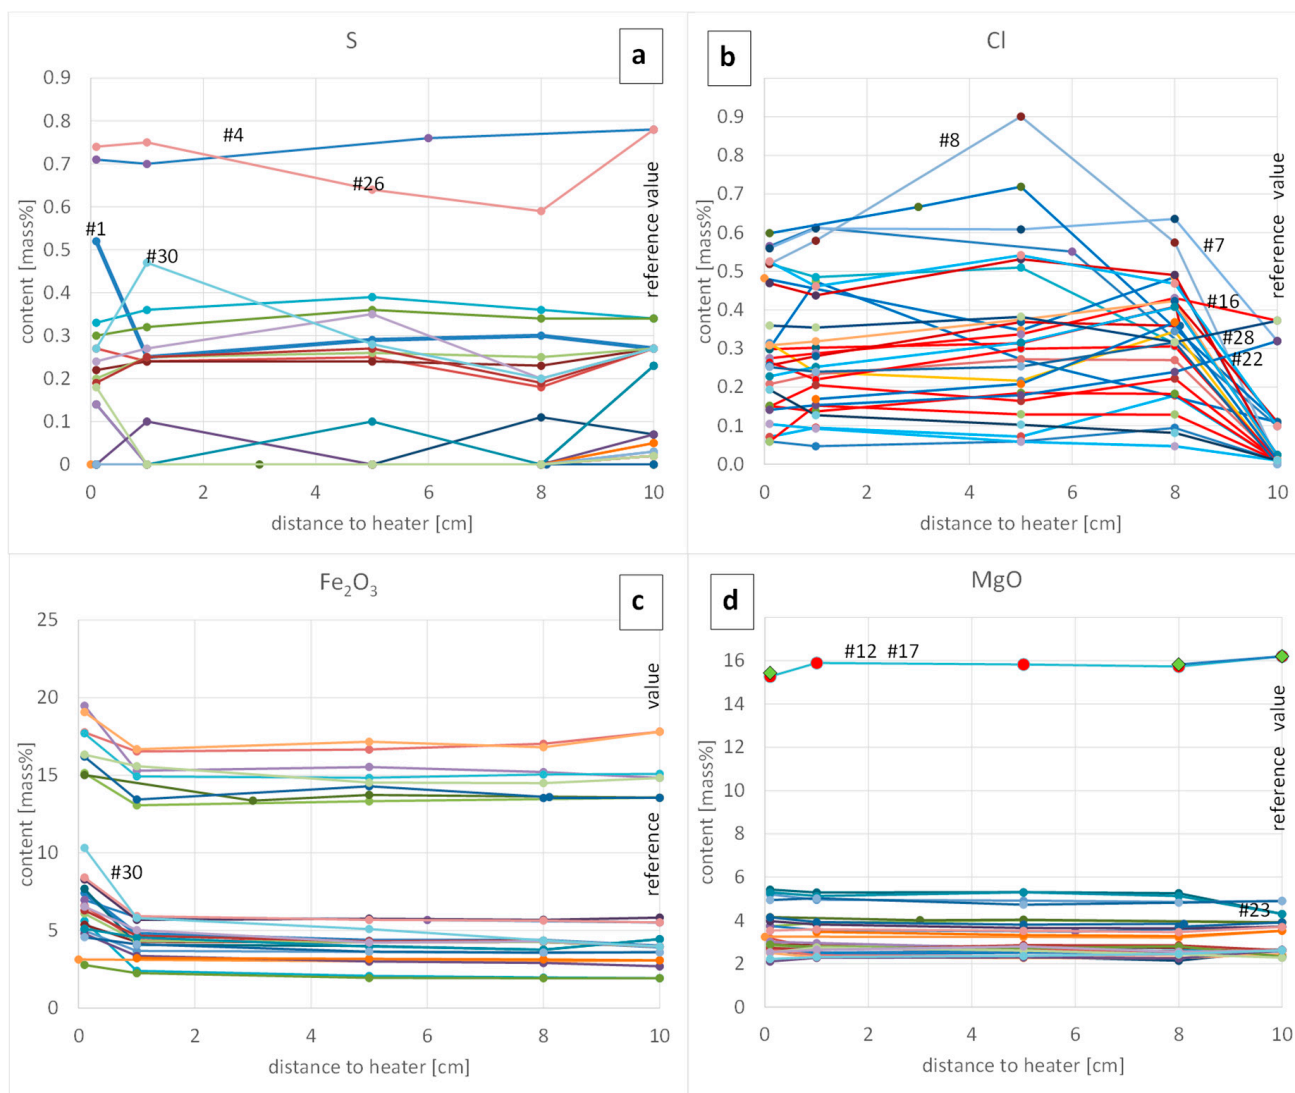 S
a
0.9
0.8
0.7
0.6
0.5
0.4
0.3
0.2
0.1
0
content [mass%]
#4
#26
#1
#30
reference value
0 2 4 6 8 10
distance to heater [cm]
Cl
b
0.9
0.8
0.7
0.6
0.5
0.4
0.3
0.2
0.1
0.0
content [mass%]
#8
#7
#16
#28
#22
reference value
0 2 4 6 8 10
distance to heater [cm]
Fe₂O₃
c
25
20
15
10
5
0
content [mass%]
#30
reference value
0 2 4 6 8 10
distance to heater [cm]
MgO
d
16
14
12
10
8
6
4
2
0
content [mass%]
#12 #17
#23
reference value
0 2 4 6 8 10
distance to heater [cm]